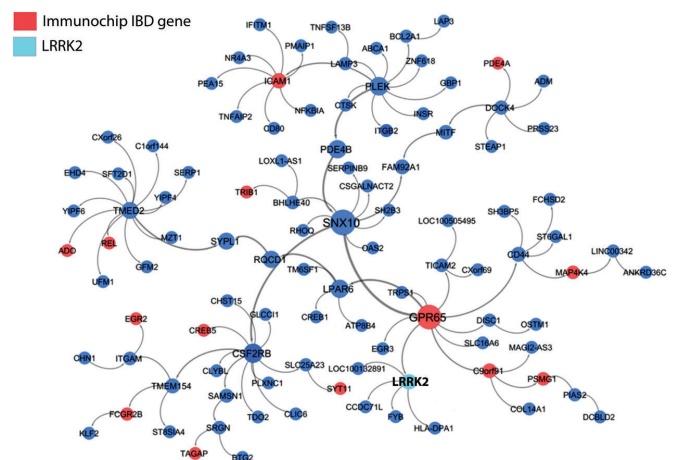 Immunochip IBD gene
LRRK2
IFITM1
TNFSF13B
LAP3
BCL2A1
NR4A3
PMAIP1
ABCA1
LAMP3
ZNF618
PDE4A
PEA15
ICAM1
PLEK
GBP1
ADM
TNFAIP2
NFKBIA
CTSK
INSR
DOCK4
CD80
ITGB2
MITF
PRSS23
CXorf26
C1orf144
PDE4B
STEAP1
LOXL1-AS1
SERPINB9
FAM92A1
EHD4
SFT2D1
SERP1
CSGALNACT2
TRIB1
YIPF4
BHLHE40
FCHSD2
YIPF6
TMED2
SH2B3
SH3BP5
SNX10
LOC100505495
RHOQ
ST6GAL1
ADO
REL
MZT1
SYPL1
OAS2
CD44
LINC00342
RQCD1
TM6SF1
TICAM2
CXorf69
MAP4K4
ANKRD36C
UFM1
GFM2
LPAR6
TRPS1
CHST15
GLCCI1
CREB1
ATP8B4
GPR65
EGR2
CREB5
DISC1
OSTM1
EGR3
SLC16A6
MAGI2-AS3
CHN1
ITGAM
CSF2RB
SLC25A23
LOC100132891
CLYBL
PLXNC1
C9orf91
PSMG1
TMEM154
SAMSN1
SYT11
LRRK2
PIAS2
FCGR2B
TDO2
CLIC6
CCDC71L
COL14A1
FYB
DCBLD2
KLF2
ST8SIA4
SRGN
HLA-DPA1
TAGAP
BTG2